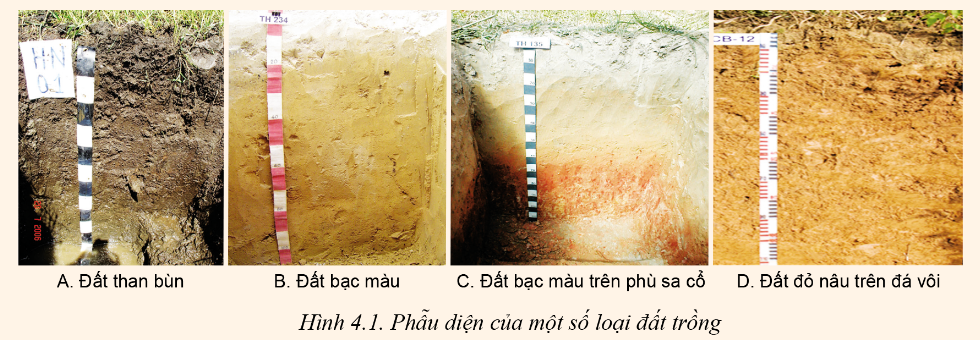 HN
01
TH 234
TH 135
CB-12
2006
A. Đất than bùn
B. Đất bạc màu
C. Đất bạc màu trên phù sa cổ
D. Đất đỏ nâu trên đá vôi
Hình 4.1. Phẫu diện của một số loại đất trồng